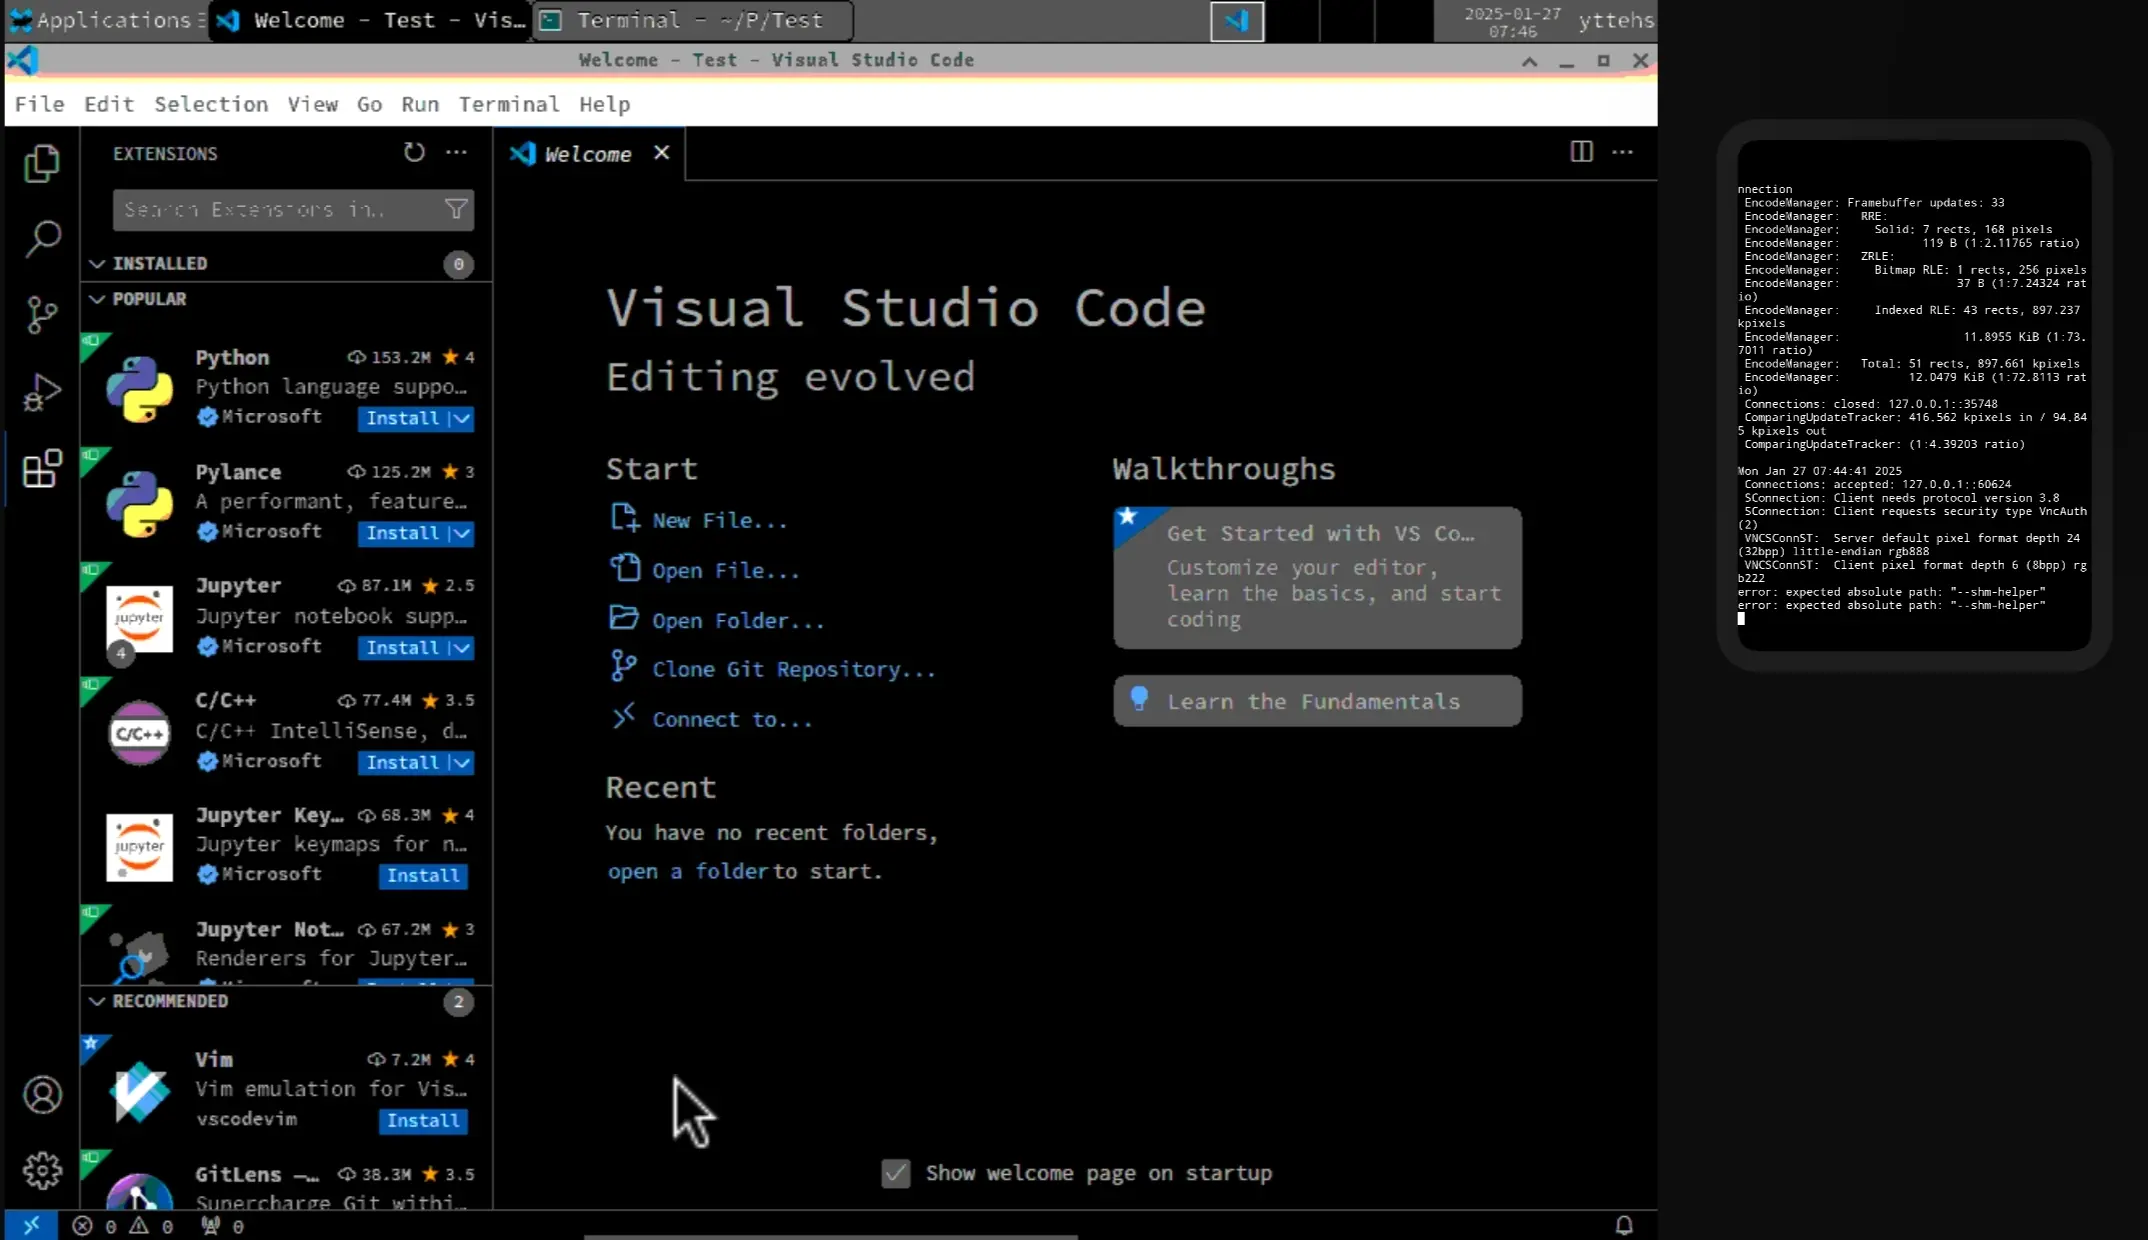 Applications
Welcome - Test - Vis...
Terminal - ~/P/Test
2025-01-27
07:46
yttehs
Welcome - Test - Visual Studio Code
File Edit Selection View Go Run Terminal Help
EXTENSIONS
Welcome
Search Extensions in..
INSTALLED
0
POPULAR
Python 153.2M ★ 4
Python language suppo...
Microsoft
Install
Pylance 125.2M ★ 3
A performant, feature...
Microsoft
Install
Jupyter 87.1M ★ 2.5
jupyter
Jupyter notebook supp...
4
Microsoft
Install
C/C++ 77.4M ★ 3.5
C/C++
C/C++ IntelliSense, d...
Microsoft
Install
Jupyter Key... 68.3M ★ 4
jupyter
Jupyter keymaps for n...
Microsoft
Install
Jupyter Not... 67.2M ★ 3
Renderers for Jupyter...
RECOMMENDED
2
Vim 7.2M ★ 4
Vim emulation for Vis...
vscodevim
Install
GitLens —... 38.3M ★ 3.5
Supercharge Git withi...
0 0 0
Visual Studio Code
Editing evolved
Start
New File...
Open File...
Open Folder...
Clone Git Repository...
Connect to...
Recent
You have no recent folders,
open a folder to start.
Walkthroughs
Get Started with VS Co...
Customize your editor,
learn the basics, and start
coding
Learn the Fundamentals
Show welcome page on startup
nnection
EncodeManager: Framebuffer updates: 33
EncodeManager: RRE:
EncodeManager: Solid: 7 rects, 168 pixels
EncodeManager: 119 B (1:2.11765 ratio)
EncodeManager: ZRLE:
EncodeManager: Bitmap RLE: 1 rects, 256 pixels
EncodeManager: 37 B (1:7.24324 rat
io)
EncodeManager: Indexed RLE: 43 rects, 897.237
kpixels
EncodeManager: 11.8955 KiB (1:73.
7011 ratio)
EncodeManager: Total: 51 rects, 897.661 kpixels
EncodeManager: 12.0479 KiB (1:72.8113 rat
io)
Connections: closed: 127.0.0.1::35748
ComparingUpdateTracker: 416.562 kpixels in / 94.84
5 kpixels out
ComparingUpdateTracker: (1:4.39203 ratio)
Mon Jan 27 07:44:41 2025
Connections: accepted: 127.0.0.1::60624
SConnection: Client needs protocol version 3.8
SConnection: Client requests security type VncAuth
(2)
VNCSConnST: Server default pixel format depth 24
(32bpp) little-endian rgb888
VNCSConnST: Client pixel format depth 6 (8bpp) rg
b222
error: expected absolute path: "--shm-helper"
error: expected absolute path: "--shm-helper"